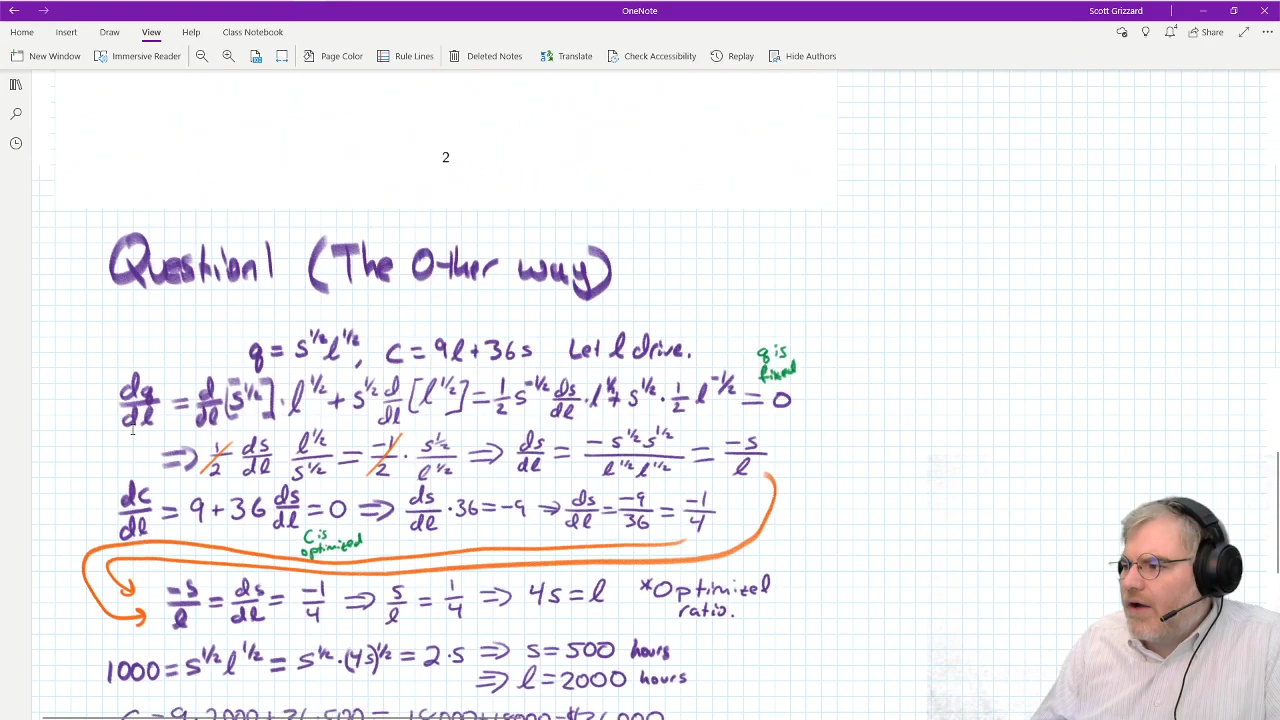 OneNote
Scott Grizzard
Home Insert Draw View Help Class Notebook
Share
New Window Immersive Reader Page Color Rule Lines Deleted Notes Translate Check Accessibility Replay Hide Authors
2
Question 1 (The Other way)
q = s^{1/2} l^{1/2}, c = 9l + 36s Let l drive.
q is fixed
dq/dl = d/dl [s^{1/2}] · l^{1/2} + s^{1/2} d/dl [l^{1/2}] = 1/2 s^{-1/2} ds/dl · l^{1/2} + s^{1/2} · 1/2 l^{-1/2} = 0
⇒ 1/2 ds/dl l^{1/2}/s^{1/2} = -1/2 · s^{1/2}/l^{1/2} ⇒ ds/dl = -s^{1/2} s^{1/2}/l^{1/2} l^{1/2} = -s/l
dc/dl = 9 + 36 ds/dl = 0 ⇒ ds/dl · 36 = -9 → ds/dl = -9/36 = -1/4
C is optimized
-s/l = ds/dl = -1/4 ⇒ s/l = 1/4 ⇒ 4s = l *Optimized ratio.
1000 = s^{1/2} l^{1/2} = s^{1/2} · (4s)^{1/2} = 2 · s ⇒ s = 500 hours
⇒ l = 2000 hours